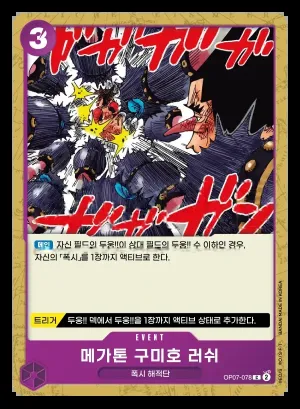 3
메인 자신 필드의 두웅!!이 상대 필드의 두웅!! 수 이하인 경우,
자신의 「폭시」를 1장까지 액티브로 한다.
트리거 두웅!! 덱에서 두웅!!을 1장까지 액티브 상태로 추가한다.
EVENT
메가톤 구미호 러쉬
폭시 해적단
OP07-078 R 2